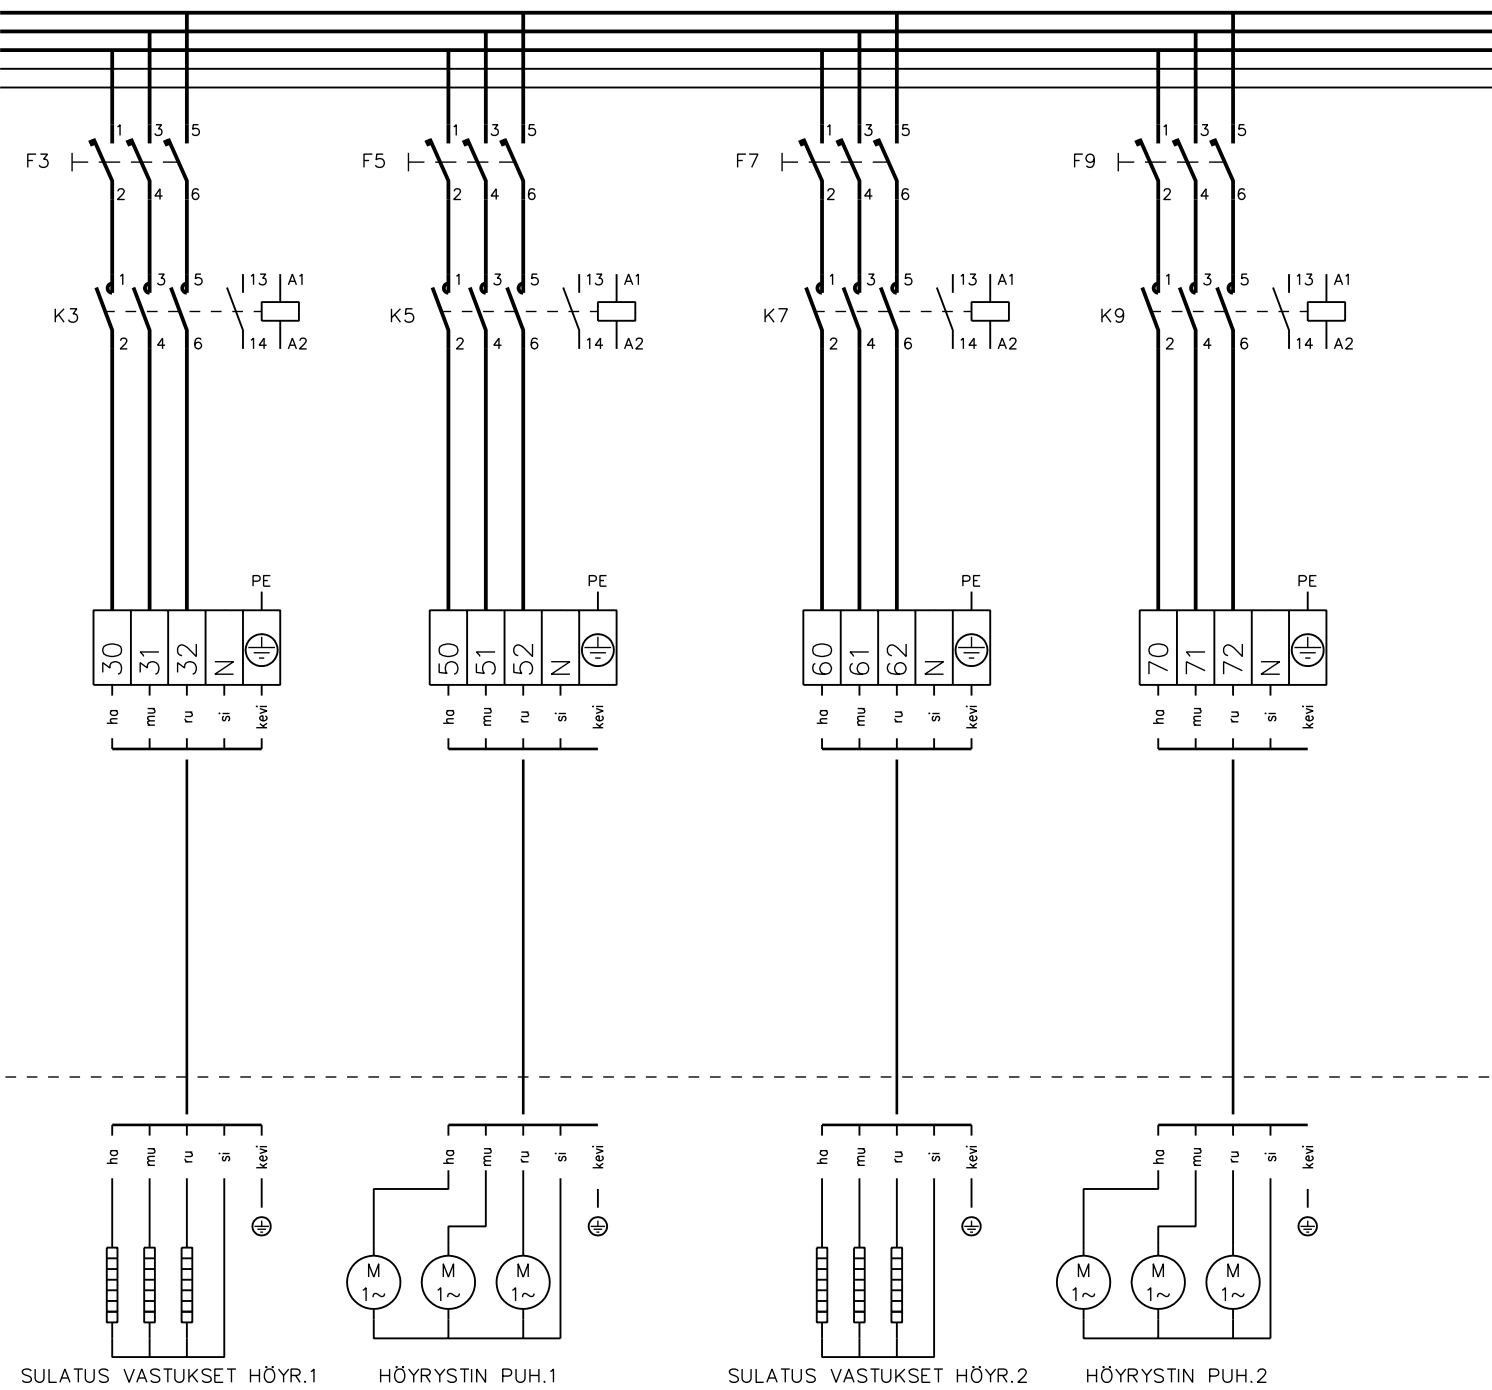 1 3 5 1 3 5 1 3 5 1 3 5
F3 F5 F7 F9
2 4 6 2 4 6 2 4 6 2 4 6
1 3 5 13 A1 1 3 5 13 A1 1 3 5 13 A1 1 3 5 13 A1
K3 K5 K7 K9
2 4 6 14 A2 2 4 6 14 A2 2 4 6 14 A2 2 4 6 14 A2
PE PE PE PE
30 31 32 N 50 51 52 N 60 61 62 N 70 71 72 N
ha mu ru si kevi ha mu ru si kevi ha mu ru si kevi ha mu ru si kevi
ha mu ru si kevi ha mu ru si kevi ha mu ru si kevi ha mu ru si kevi
M M M M M M
1~ 1~ 1~ 1~ 1~ 1~
SULATUS VASTUKSET HÖYR.1 HÖYRYSTIN PUH.1 SULATUS VASTUKSET HÖYR.2 HÖYRYSTIN PUH.2